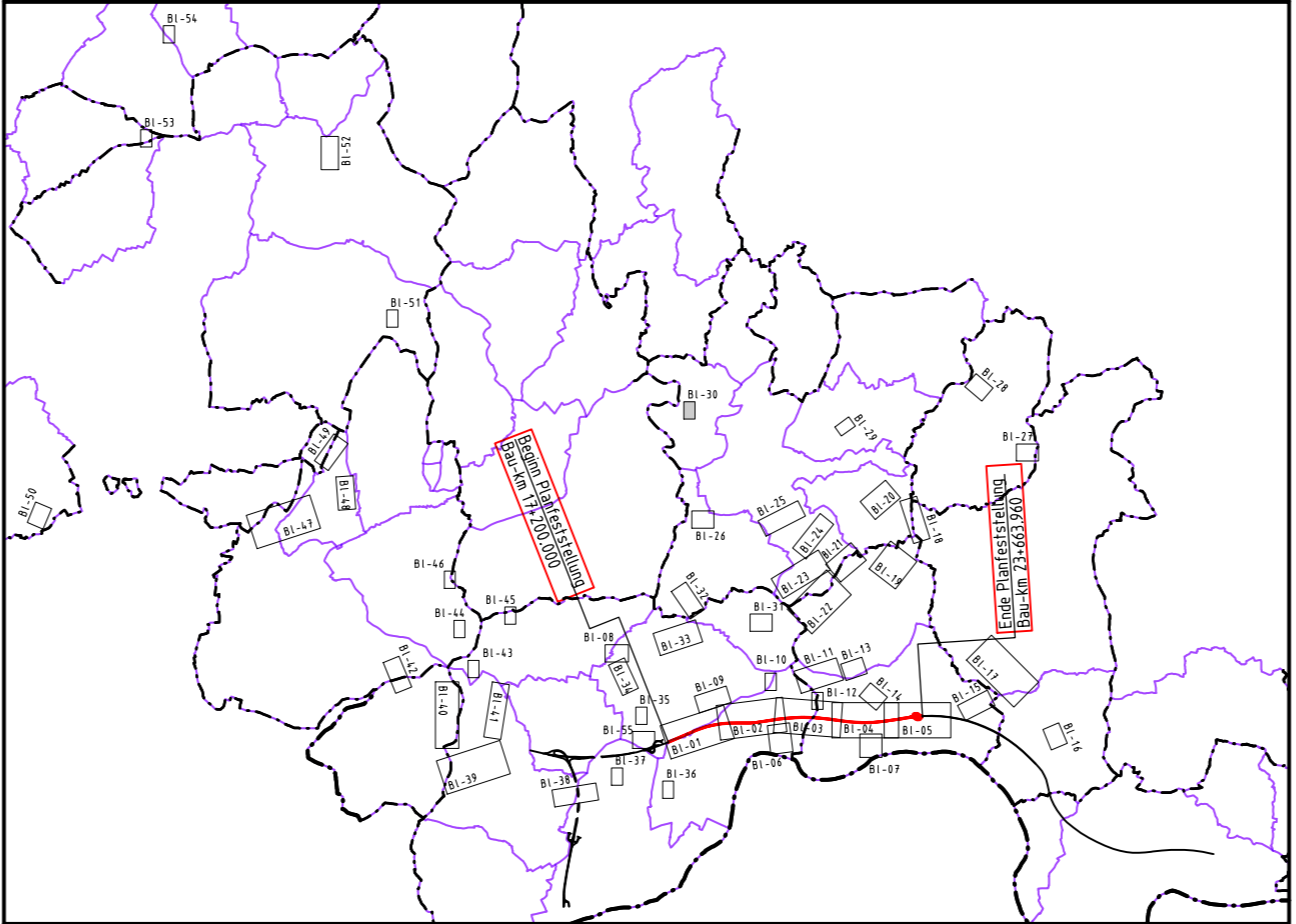 Bl-54
Bl-53
Bl-52
Bl-51
Bl-30
Bl-28
Bl-29
Bl-27
Bl-49
Bl-48
Bl-47
Bl-50
Beginn Planfeststellung
Bau-km 17+200.000
Ende Planfeststellung
Bau-km 23+663.960
Bl-25
Bl-20
Bl-18
Bl-26
Bl-24
Bl-21
Bl-19
Bl-23
Bl-22
Bl-46
Bl-45
Bl-44
Bl-32
Bl-31
Bl-33
Bl-08
Bl-34
Bl-43
Bl-42
Bl-10
Bl-11
Bl-13
Bl-17
Bl-40
Bl-41
Bl-35
Bl-09
Bl-12
Bl-14
Bl-15
Bl-16
Bl-55
Bl-01
Bl-02
Bl-03
Bl-04
Bl-05
Bl-06
Bl-07
Bl-39
Bl-38
Bl-37
Bl-36